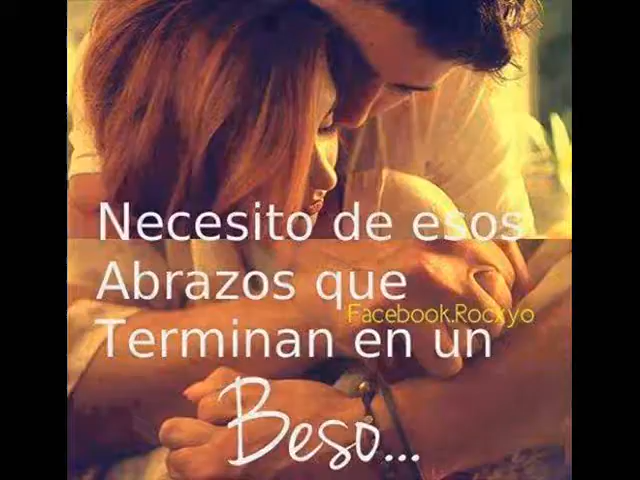 Necesito de esos
Abrazos que
Facebook.Rocxyo
Terminan en un
Beso...